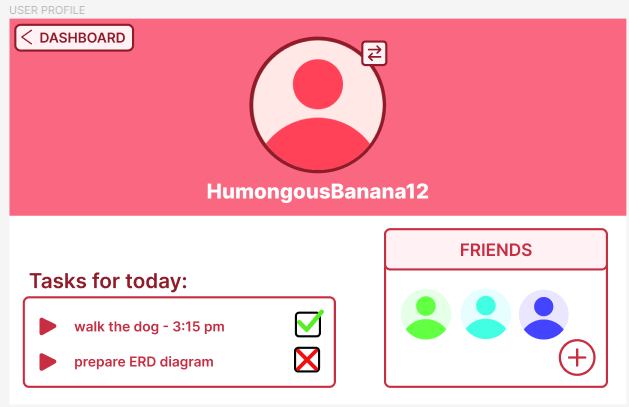 USER PROFILE
DASHBOARD
HumongousBanana12
FRIENDS
Tasks for today:
walk the dog - 3:15 pm
prepare ERD diagram